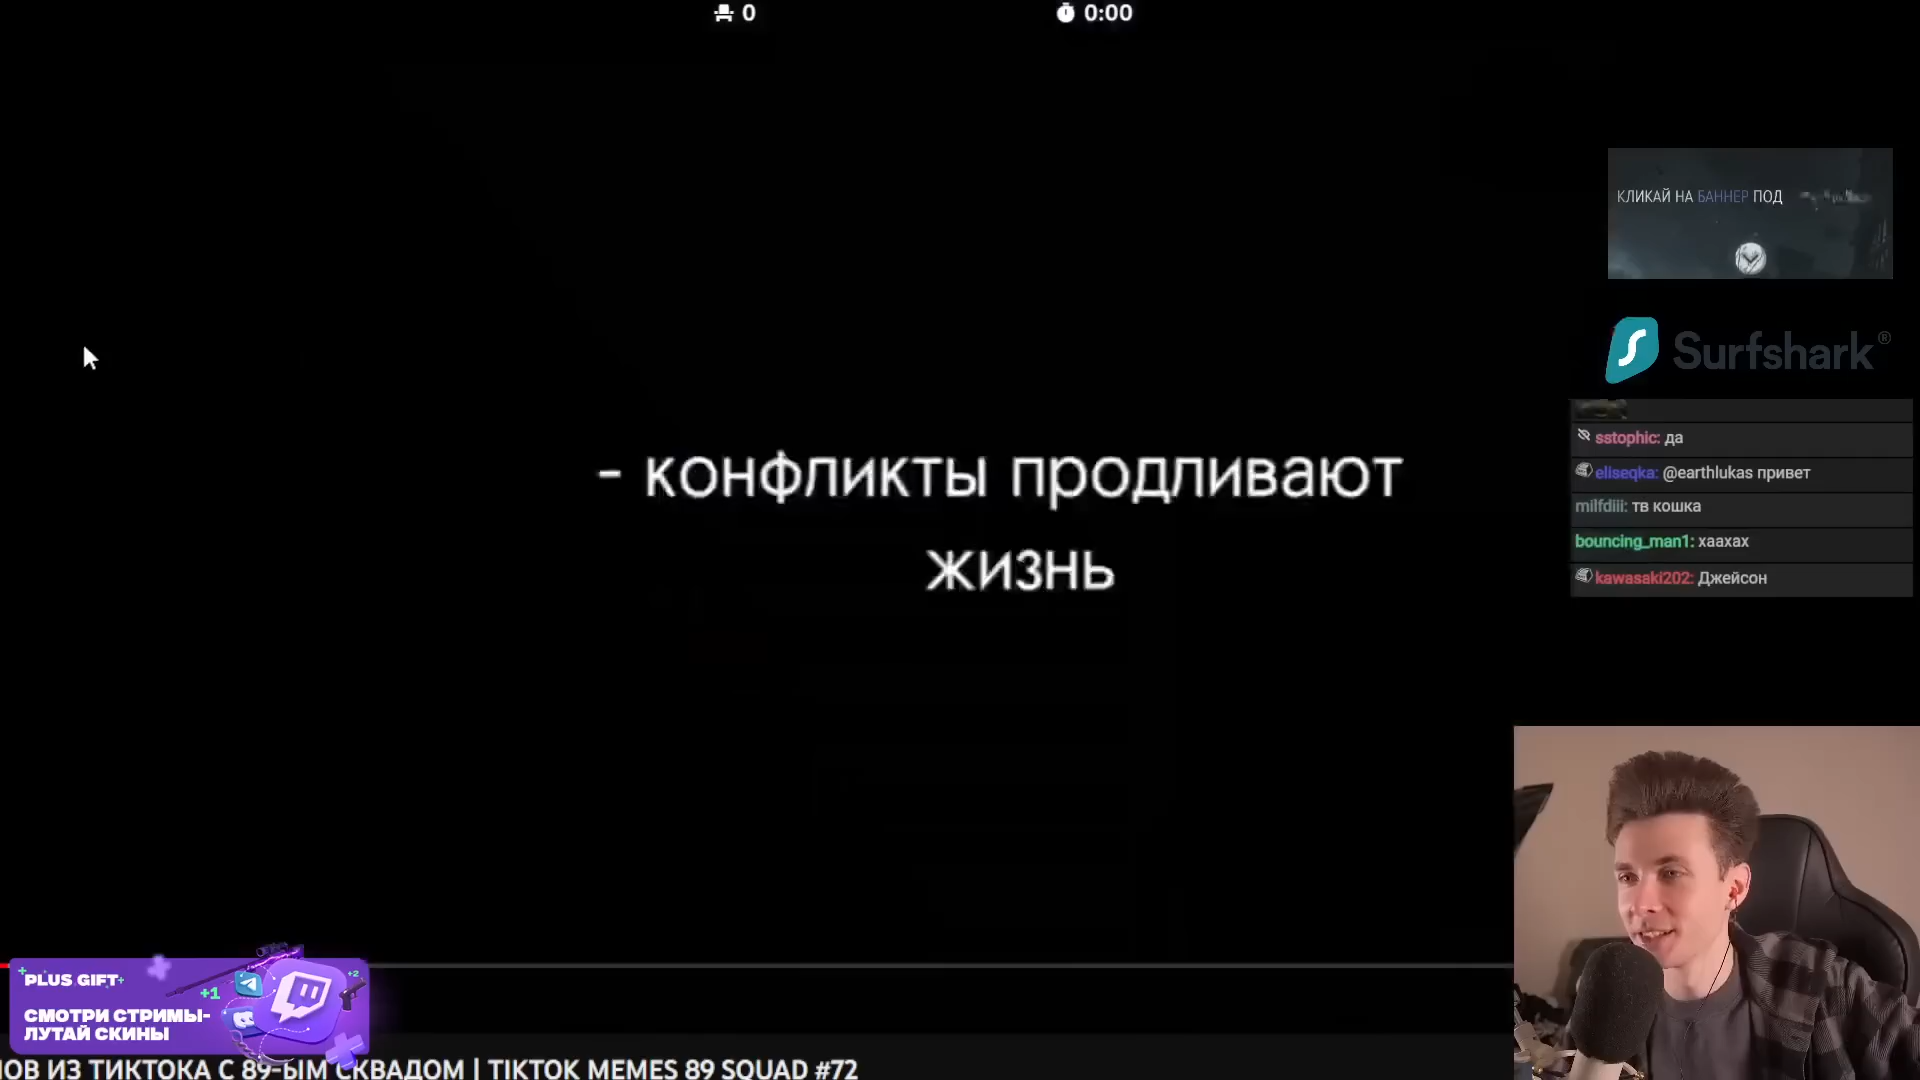 0
0:00
КЛИКАЙ НА БАННЕР ПОД
Surfshark®
sstophic: да
eliseqka: @earthlukas привет
milfdiii: тв кошка
bouncing_man1: хаахах
kawasaki202: Джейсон
- конфликты продливают
жизнь
PLUS GIFT+
+1
+2
СМОТРИ СТРИМЫ-
ЛУТАЙ СКИНЫ
ИЗ ТИКТОКА С 89-ЫМ СКВАДОМ | TIKTOK MEMES 89 SQUAD #72